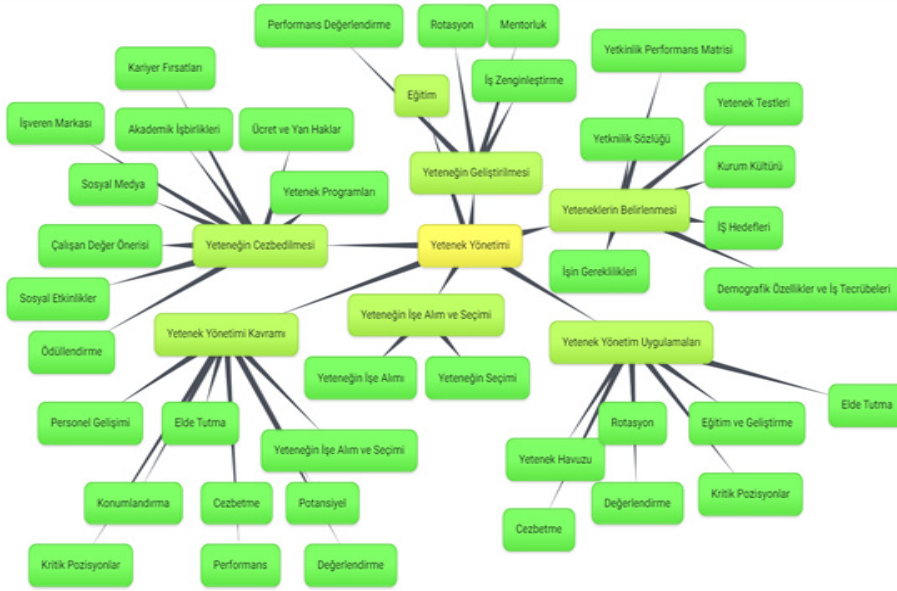 Performans Değerlendirme
Rotasyon
Mentorluk
Yetkinlik Performans Matrisi
Kariyer Fırsatları
İş Zenginleştirme
Eğitim
Yetenek Testleri
İşveren Markası
Akademik İşbirlikleri
Ücret ve Yan Haklar
Yetknilik Sözlüğü
Kurum Kültürü
Yeteneğin Geliştirilmesi
Sosyal Medya
Yetenek Programları
Yeteneklerin Belirlenmesi
İŞ Hedefleri
Çalışan Değer Önerisi
Yeteneğin Cezbedilmesi
Yetenek Yönetimi
İşin Gereklilikleri
Demografik Özellikler ve İş Tecrübeleri
Sosyal Etkinlikler
Yeteneğin İşe Alım ve Seçimi
Yetenek Yönetimi Kavramı
Yetenek Yönetim Uygulamaları
Ödüllendirme
Yeteneğin İşe Alımı
Yeteneğin Seçimi
Elde Tutma
Personel Gelişimi
Elde Tutma
Rotasyon
Eğitim ve Geliştirme
Yeteneğin İşe Alım ve Seçimi
Yetenek Havuzu
Konumlandırma
Cezbetme
Potansiyel
Değerlendirme
Kritik Pozisyonlar
Cezbetme
Kritik Pozisyonlar
Performans
Değerlendirme